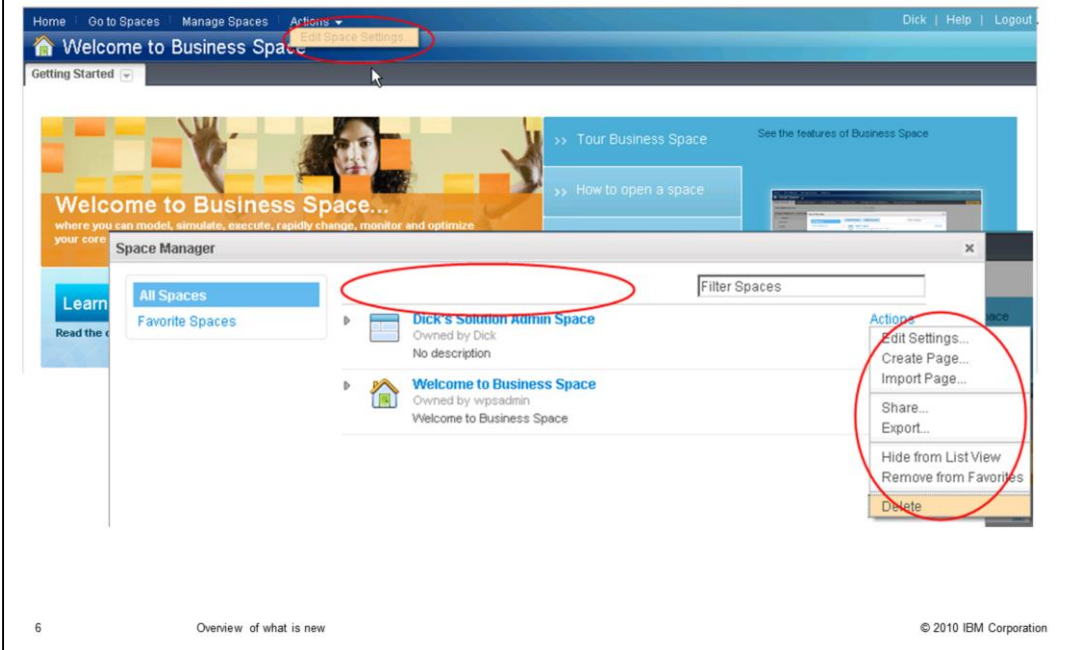 Home Go to Spaces Manage Spaces Actions
Dick | Help | Logout
Edit Space Settings...
Welcome to Business Space
Getting Started
>> Tour Business Space
See the features of Business Space
>> How to open a space
Welcome to Business Space...
where you can model, simulate, execute, rapidly change, monitor and optimize
your core
Space Manager
Learn
Read the
All Spaces
Favorite Spaces
Filter Spaces
Dick's Solution Admin Space
Owned by Dick
No description
Welcome to Business Space
Owned by wpsadmin
Welcome to Business Space
Actions
Edit Settings...
Create Page...
Import Page...
Share...
Export...
Hide from List View
Remove from Favorites
Delete
6 Overview of what is new © 2010 IBM Corporation